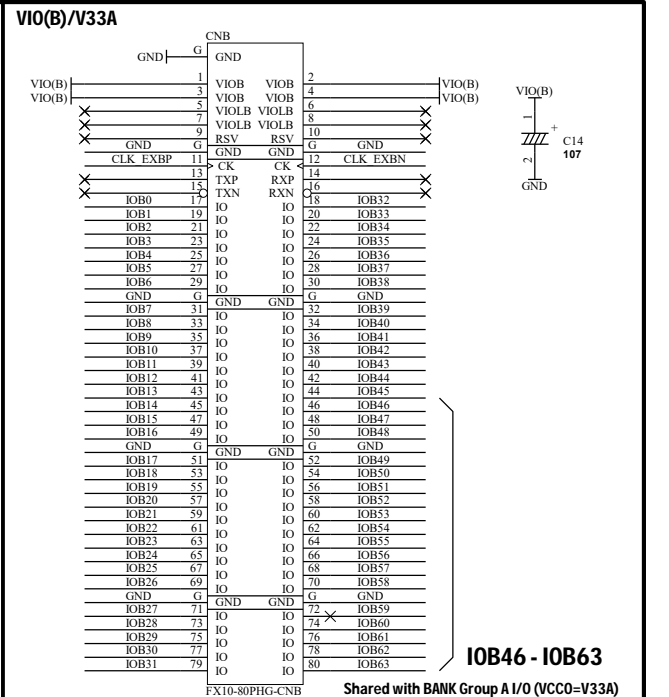 VIO(B)/V33A
CNB
GND G GND
VIO(B) 1 VIOB VIOB 2 VIO(B)
VIO(B) 3 VIOB VIOB 4 VIO(B)
5 VIOLB VIOLB 6
7 VIOLB VIOLB 8
9 RSV RSV 10
GND G GND GND G GND
CLK_EXBP 11 CK CK 12 CLK_EXBN
13 TXP RXP 14
15 TXN RXN 16
IOB0 17 IO IO 18 IOB32
IOB1 19 IO IO 20 IOB33
IOB2 21 IO IO 22 IOB34
IOB3 23 IO IO 24 IOB35
IOB4 25 IO IO 26 IOB36
IOB5 27 IO IO 28 IOB37
IOB6 29 IO IO 30 IOB38
GND G GND GND G GND
IOB7 31 IO IO 32 IOB39
IOB8 33 IO IO 34 IOB40
IOB9 35 IO IO 36 IOB41
IOB10 37 IO IO 38 IOB42
IOB11 39 IO IO 40 IOB43
IOB12 41 IO IO 42 IOB44
IOB13 43 IO IO 44 IOB45
IOB14 45 IO IO 46 IOB46
IOB15 47 IO IO 48 IOB47
IOB16 49 IO IO 50 IOB48
GND G GND GND G GND
IOB17 51 IO IO 52 IOB49
IOB18 53 IO IO 54 IOB50
IOB19 55 IO IO 56 IOB51
IOB20 57 IO IO 58 IOB52
IOB21 59 IO IO 60 IOB53
IOB22 61 IO IO 62 IOB54
IOB23 63 IO IO 64 IOB55
IOB24 65 IO IO 66 IOB56
IOB25 67 IO IO 68 IOB57
IOB26 69 IO IO 70 IOB58
GND G GND GND G GND
IOB27 71 IO IO 72 IOB59
IOB28 73 IO IO 74 IOB60
IOB29 75 IO IO 76 IOB61
IOB30 77 IO IO 78 IOB62
IOB31 79 IO IO 80 IOB63
FX10-80PHG-CNB
VIO(B)
1
+
C14
107
2
GND
IOB46 - IOB63
Shared with BANK Group A I/O (VCCO=V33A)